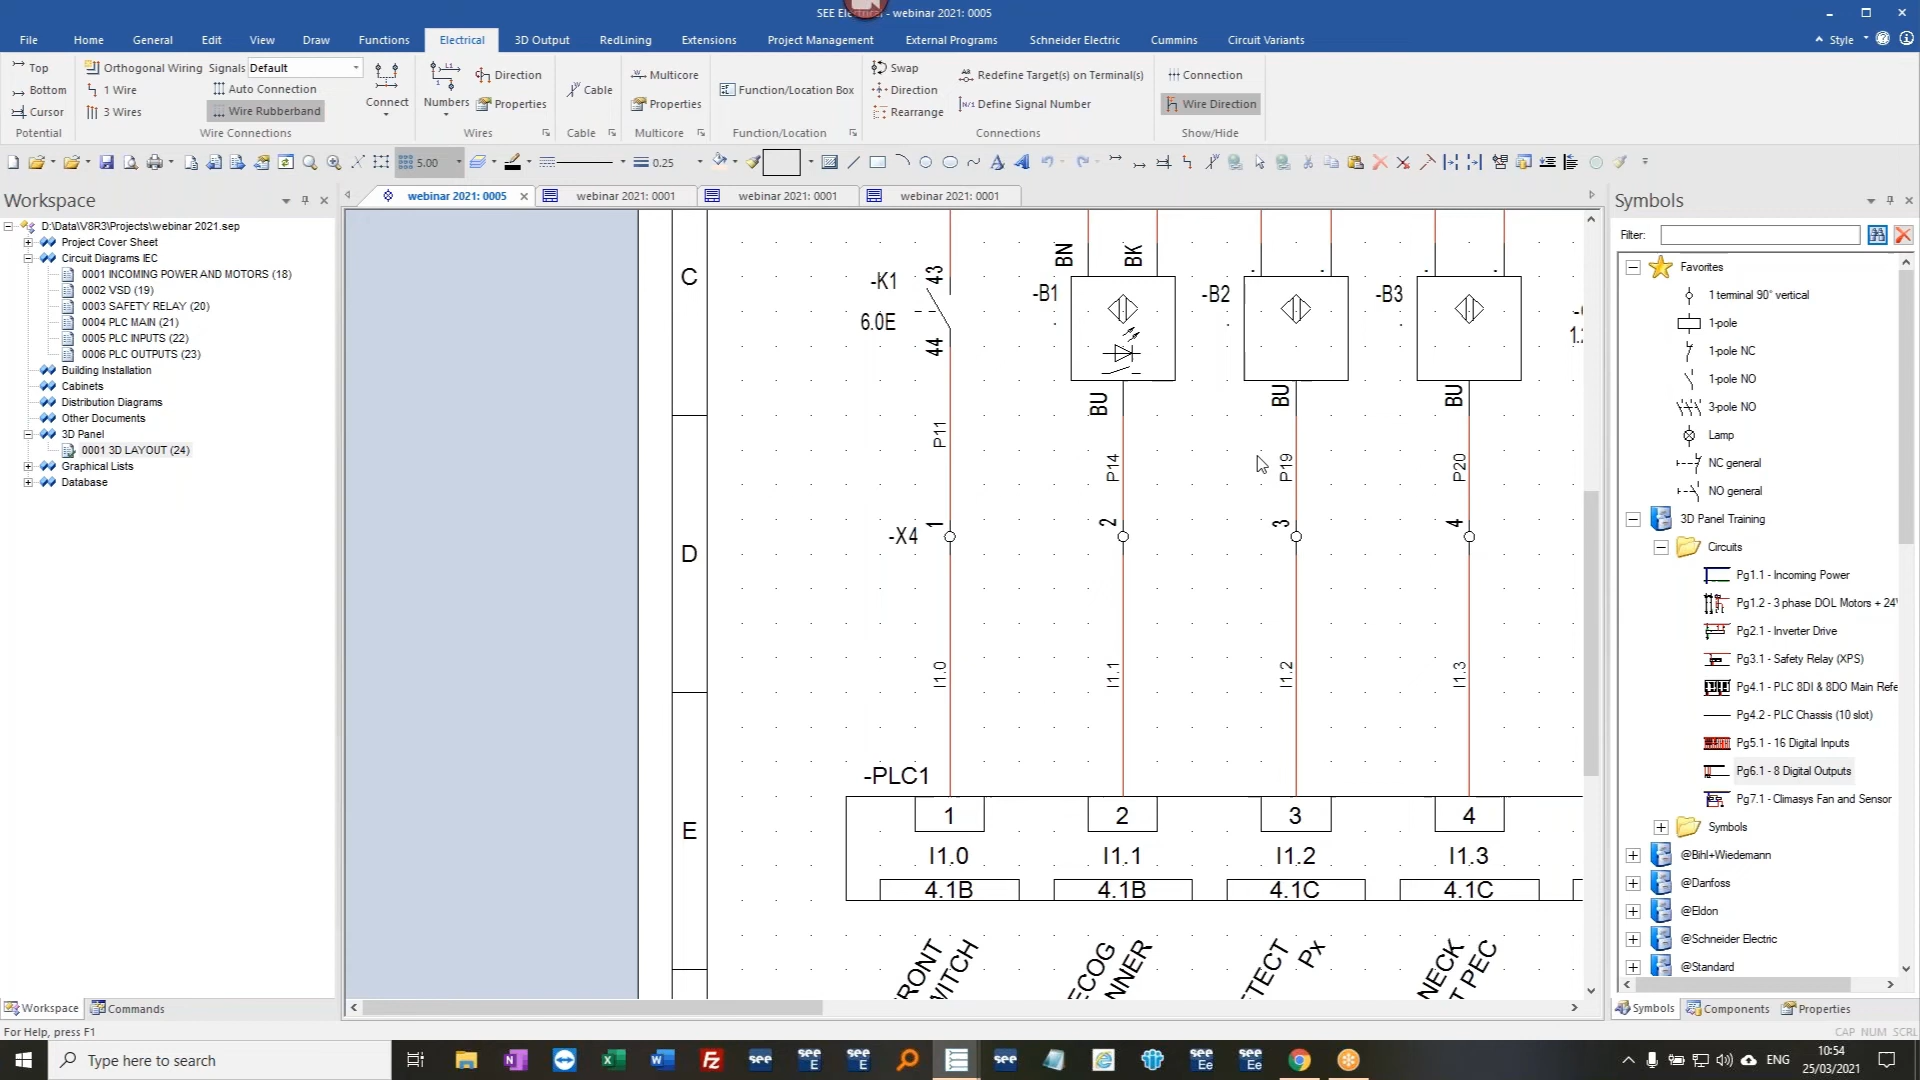 SEE Electrical - webinar 2021: 0005
File
Home
General
Edit
View
Draw
Functions
Electrical
3D Output
RedLining
Extensions
Project Management
External Programs
Schneider Electric
Cummins
Circuit Variants
Style
Top
Bottom
Cursor
Potential
Orthogonal Wiring
1 Wire
3 Wires
Signals
Default
Auto Connection
Wire Rubberband
Wire Connections
Connect
Numbers
Direction
Properties
Wires
Cable
Cable
Multicore
Properties
Multicore
Function/Location Box
Function/Location
Swap
Direction
Rearrange
Redefine Target(s) on Terminal(s)
Define Signal Number
Connections
Connection
Wire Direction
Show/Hide
5.00
0.25
Workspace
webinar 2021: 0005
webinar 2021: 0001
webinar 2021: 0001
webinar 2021: 0001
D:\Data\V8R3\Projects\webinar 2021.sep
Project Cover Sheet
Circuit Diagrams IEC
0001 INCOMING POWER AND MOTORS (18)
0002 VSD (19)
0003 SAFETY RELAY (20)
0004 PLC MAIN (21)
0005 PLC INPUTS (22)
0006 PLC OUTPUTS (23)
Building Installation
Cabinets
Distribution Diagrams
Other Documents
3D Panel
0001 3D LAYOUT (24)
Graphical Lists
Database
C
D
E
-K1
6.0E
43
44
-B1
BN
BK
-B2
-B3
BU
BU
BU
P11
P14
P19
P20
-X4
1
2
3
4
I1.0
I1.1
I1.2
I1.3
-PLC1
1
2
3
4
I1.0
I1.1
I1.2
I1.3
4.1B
4.1B
4.1C
4.1C
RONT
WITCH
ECOG
NNER
TECT
Px
NECK
T PEC
Symbols
Filter:
Favorites
1 terminal 90° vertical
1-pole
1-pole NC
1-pole NO
3-pole NO
Lamp
NC general
NO general
3D Panel Training
Circuits
Pg1.1 - Incoming Power
Pg1.2 - 3 phase DOL Motors + 24V
Pg2.1 - Inverter Drive
Pg3.1 - Safety Relay (XPS)
Pg4.1 - PLC 8DI & 8DO Main Refe
Pg4.2 - PLC Chassis (10 slot)
Pg5.1 - 16 Digital Inputs
Pg6.1 - 8 Digital Outputs
Pg7.1 - Climasys Fan and Sensor
Symbols
@Bihl+Wiedemann
@Danfoss
@Eldon
@Schneider Electric
@Standard
Workspace
Commands
Symbols
Components
Properties
For Help, press F1
CAP NUM SCRL
Type here to search
ENG
10:54
25/03/2021